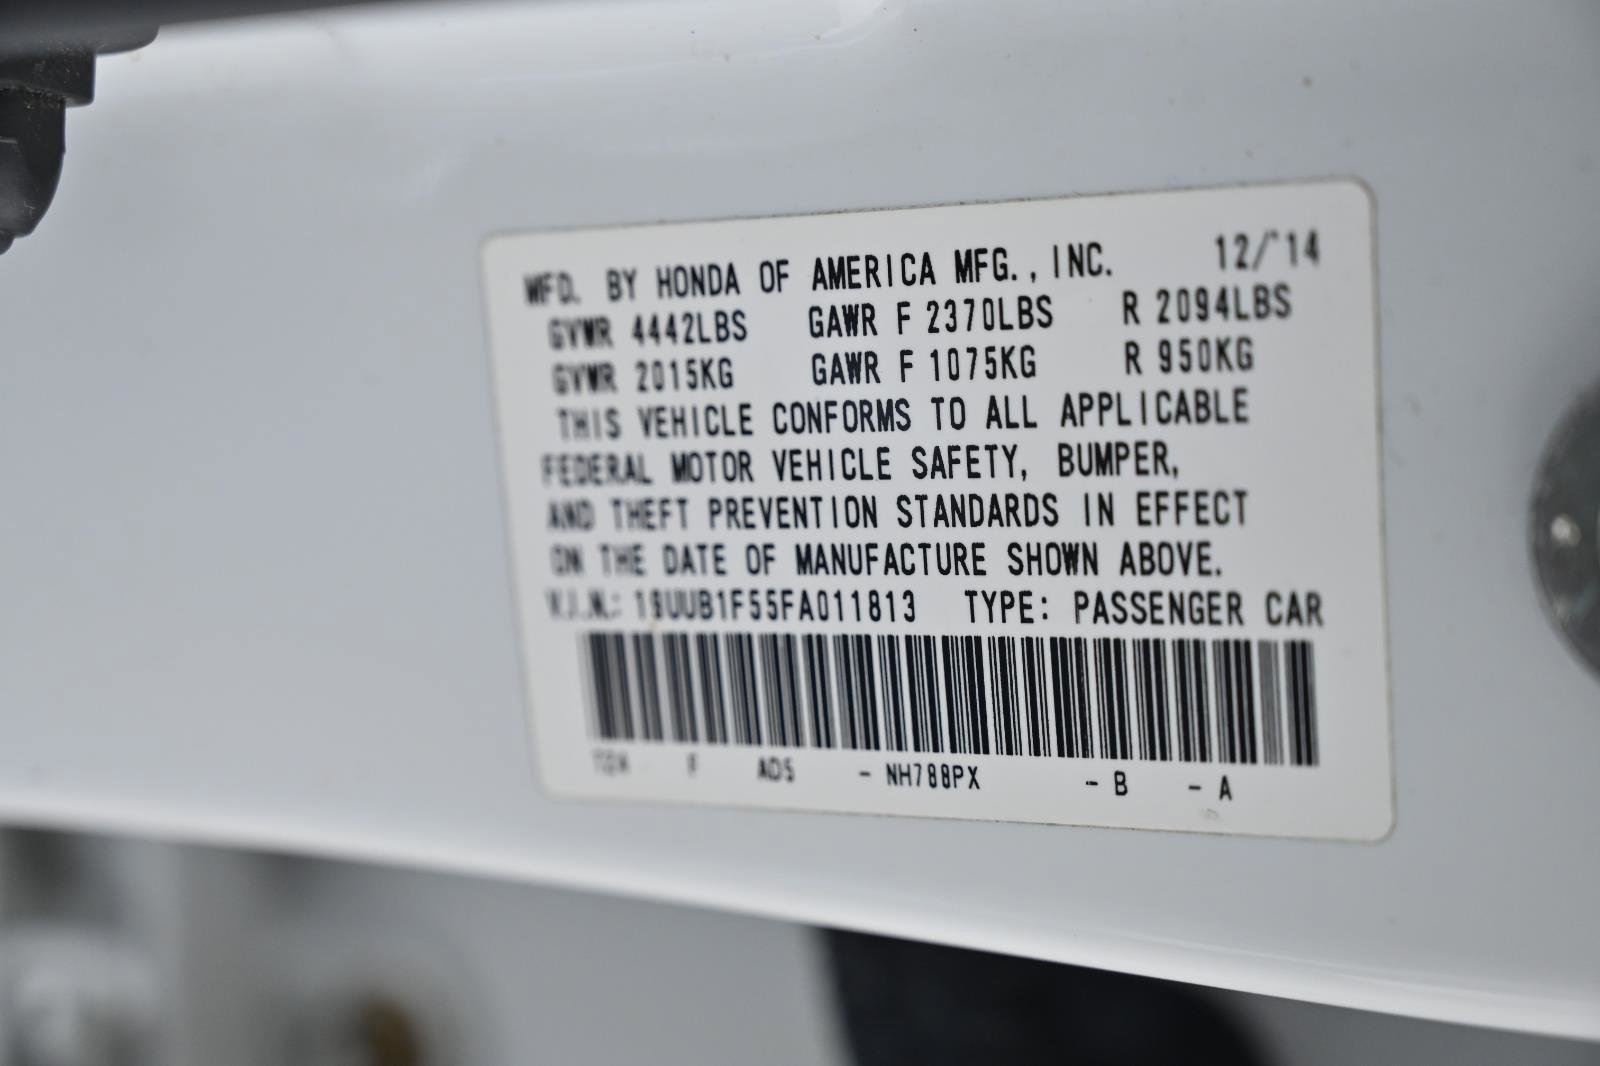 MFD. BY HONDA OF AMERICA MFG., INC. 12/'14
GVWR 4442LBS GAWR F 2370LBS R 2094LBS
GVWR 2015KG GAWR F 1075KG R 950KG
THIS VEHICLE CONFORMS TO ALL APPLICABLE
FEDERAL MOTOR VEHICLE SAFETY, BUMPER,
AND THEFT PREVENTION STANDARDS IN EFFECT
ON THE DATE OF MANUFACTURE SHOWN ABOVE.
V.I.N.: 19UUB1F55FA011813 TYPE: PASSENGER CAR
F AD5 - NH788PX - B - A